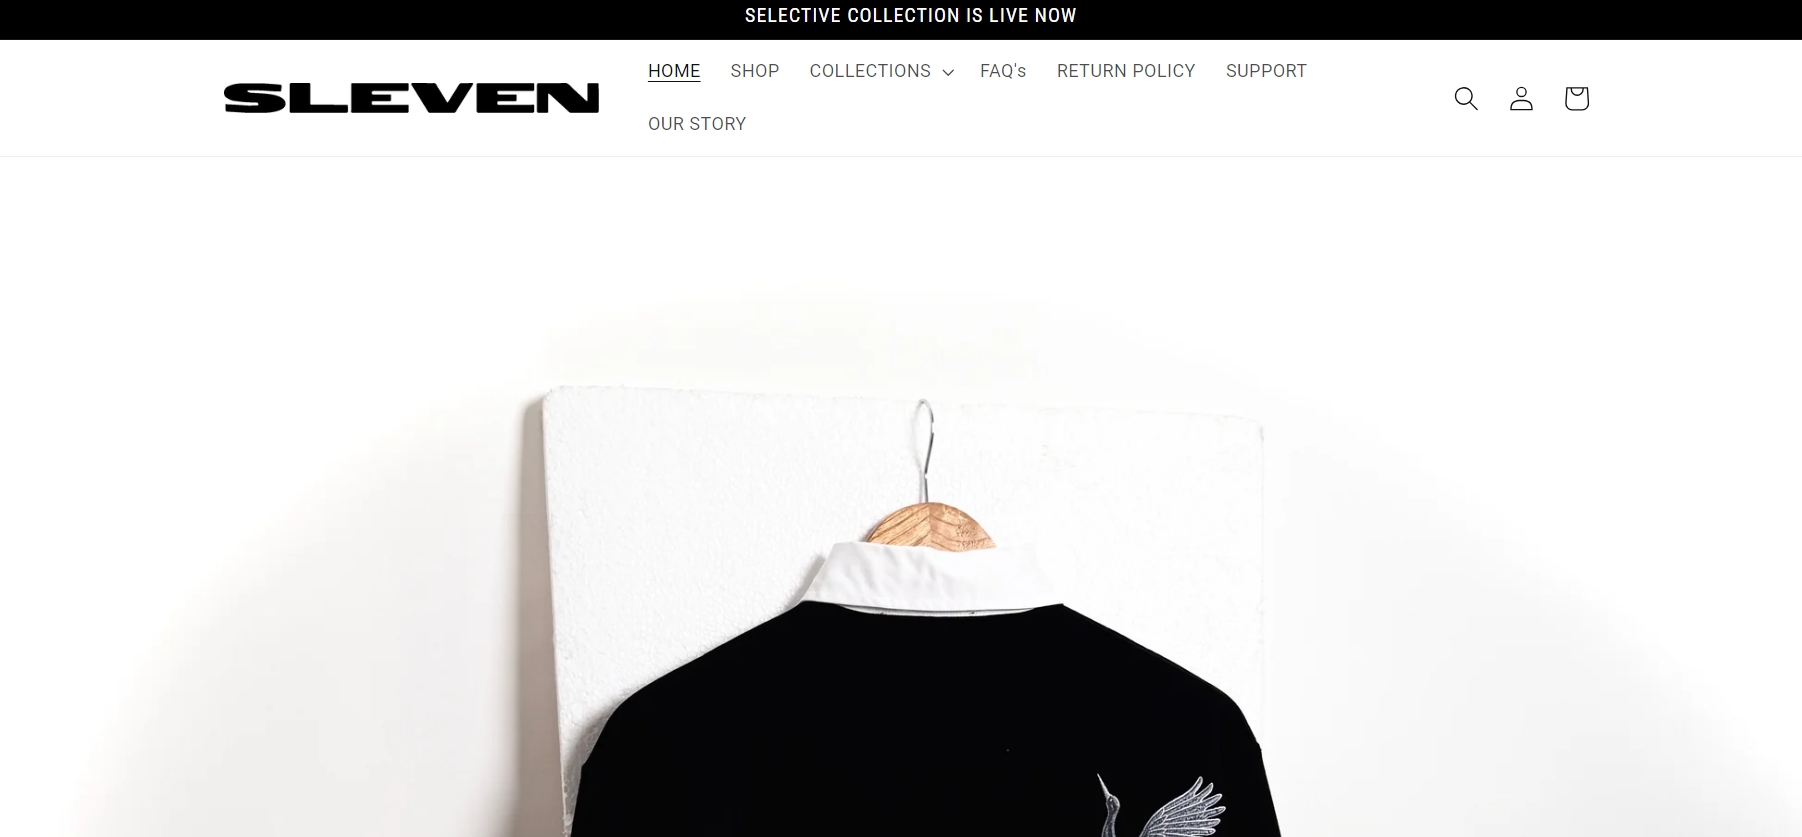 SELECTIVE COLLECTION IS LIVE NOW
SLEVEN
HOME SHOP COLLECTIONS FAQ's RETURN POLICY SUPPORT
OUR STORY